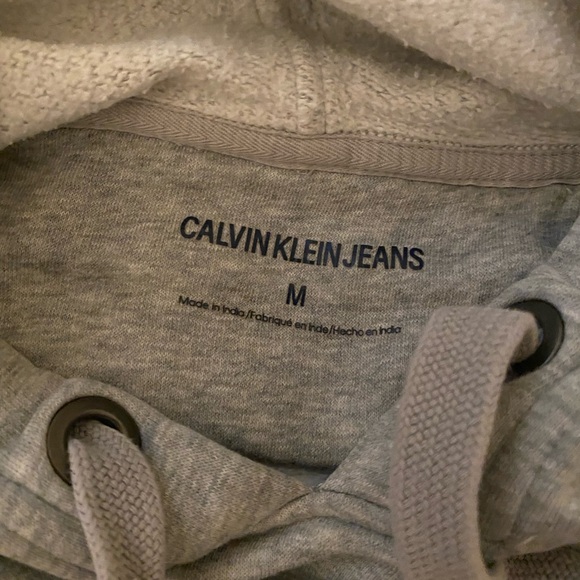 CALVIN KLEIN JEANS
M
Made in India/Fabriqué en Inde/Hecho en India